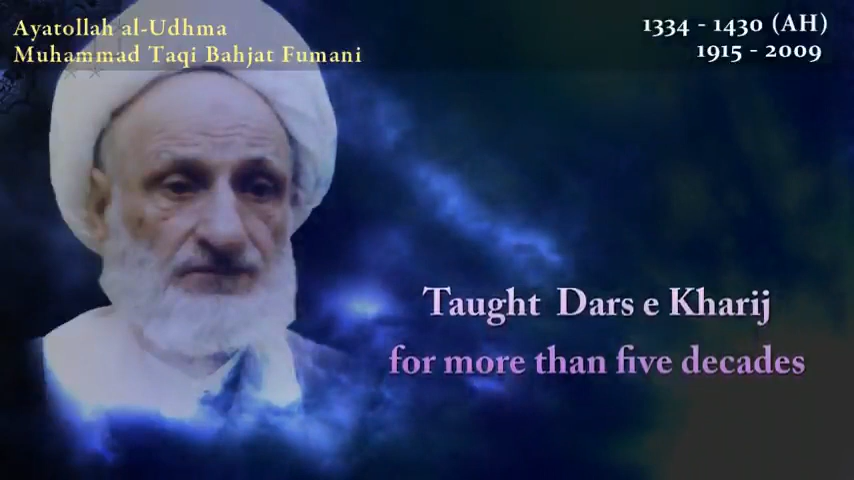 Ayatollah al-Udhma
Muhammad Taqi Bahjat Fumani
1334 - 1430 (AH)
1915 - 2009
Taught Dars e Kharij
for more than five decades